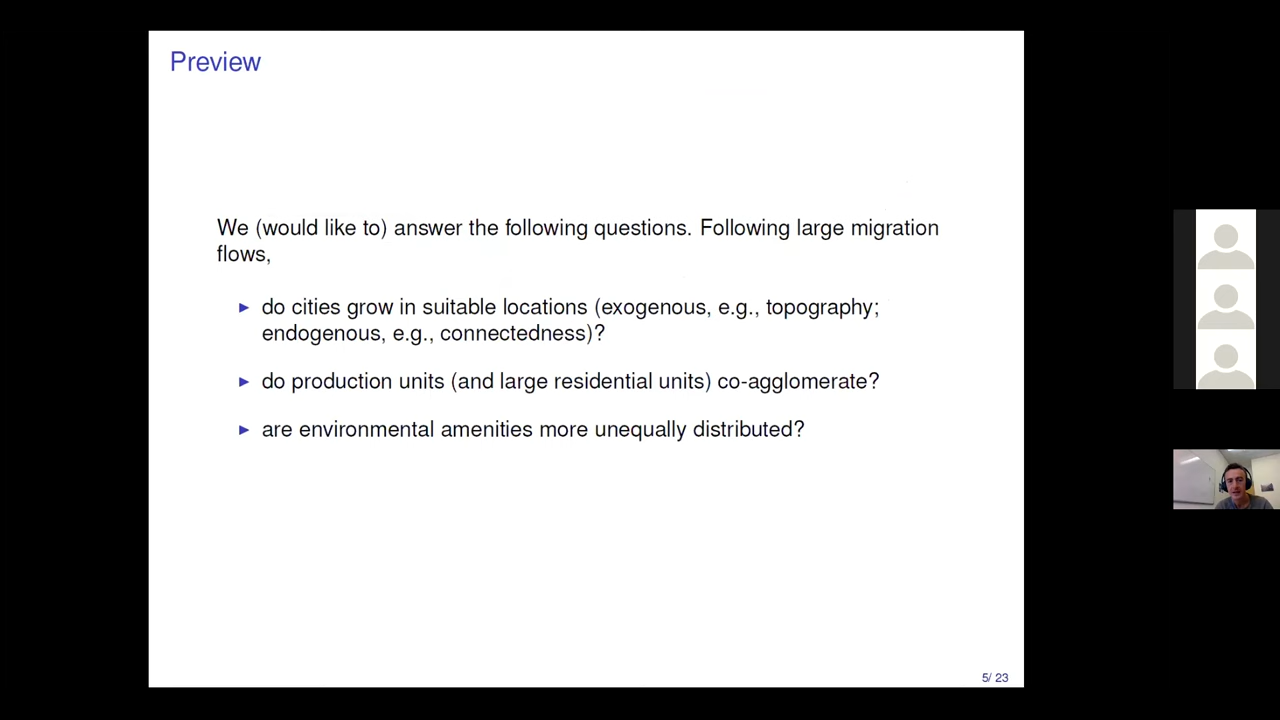 Preview
We (would like to) answer the following questions. Following large migration
flows,
▶ do cities grow in suitable locations (exogenous, e.g., topography;
endogenous, e.g., connectedness)?
▶ do production units (and large residential units) co-agglomerate?
▶ are environmental amenities more unequally distributed?
5/ 23